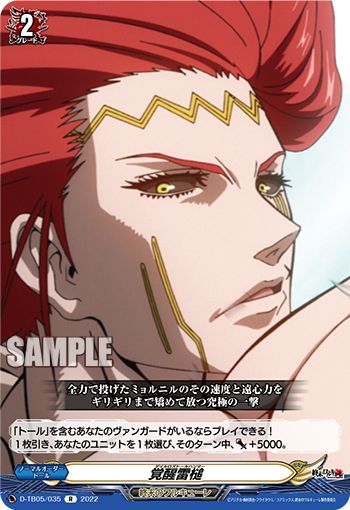 2
グレード
SAMPLE
全力で投げたミョルニルのその速度と遠心力を
ギリギリまで矯めて放つ究極の一撃
「トール」を含むあなたのヴァンガードがいるならプレイできる!
1枚引き、あなたのユニットを1枚選び、そのターン中、+5000。
ノーマルオーダー
トール
覚醒雷槌
終末のワルキューレ
D-TB05/035 R 2022